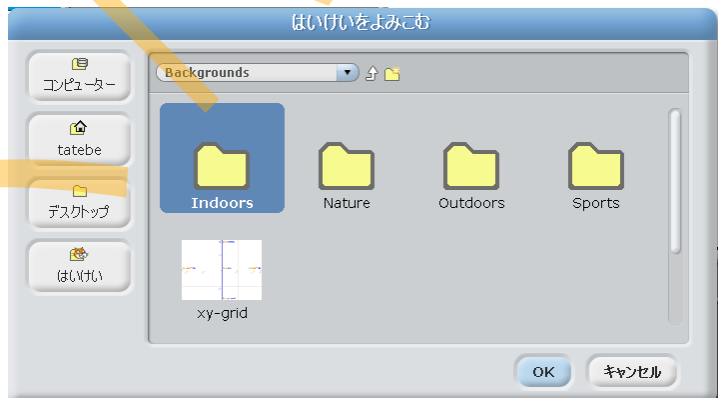 はいけいをよみこむ
コンピューター
tatebe
デスクトップ
はいけい
Backgrounds
Indoors
Nature
Outdoors
Sports
xy-grid
OK
キャンセル